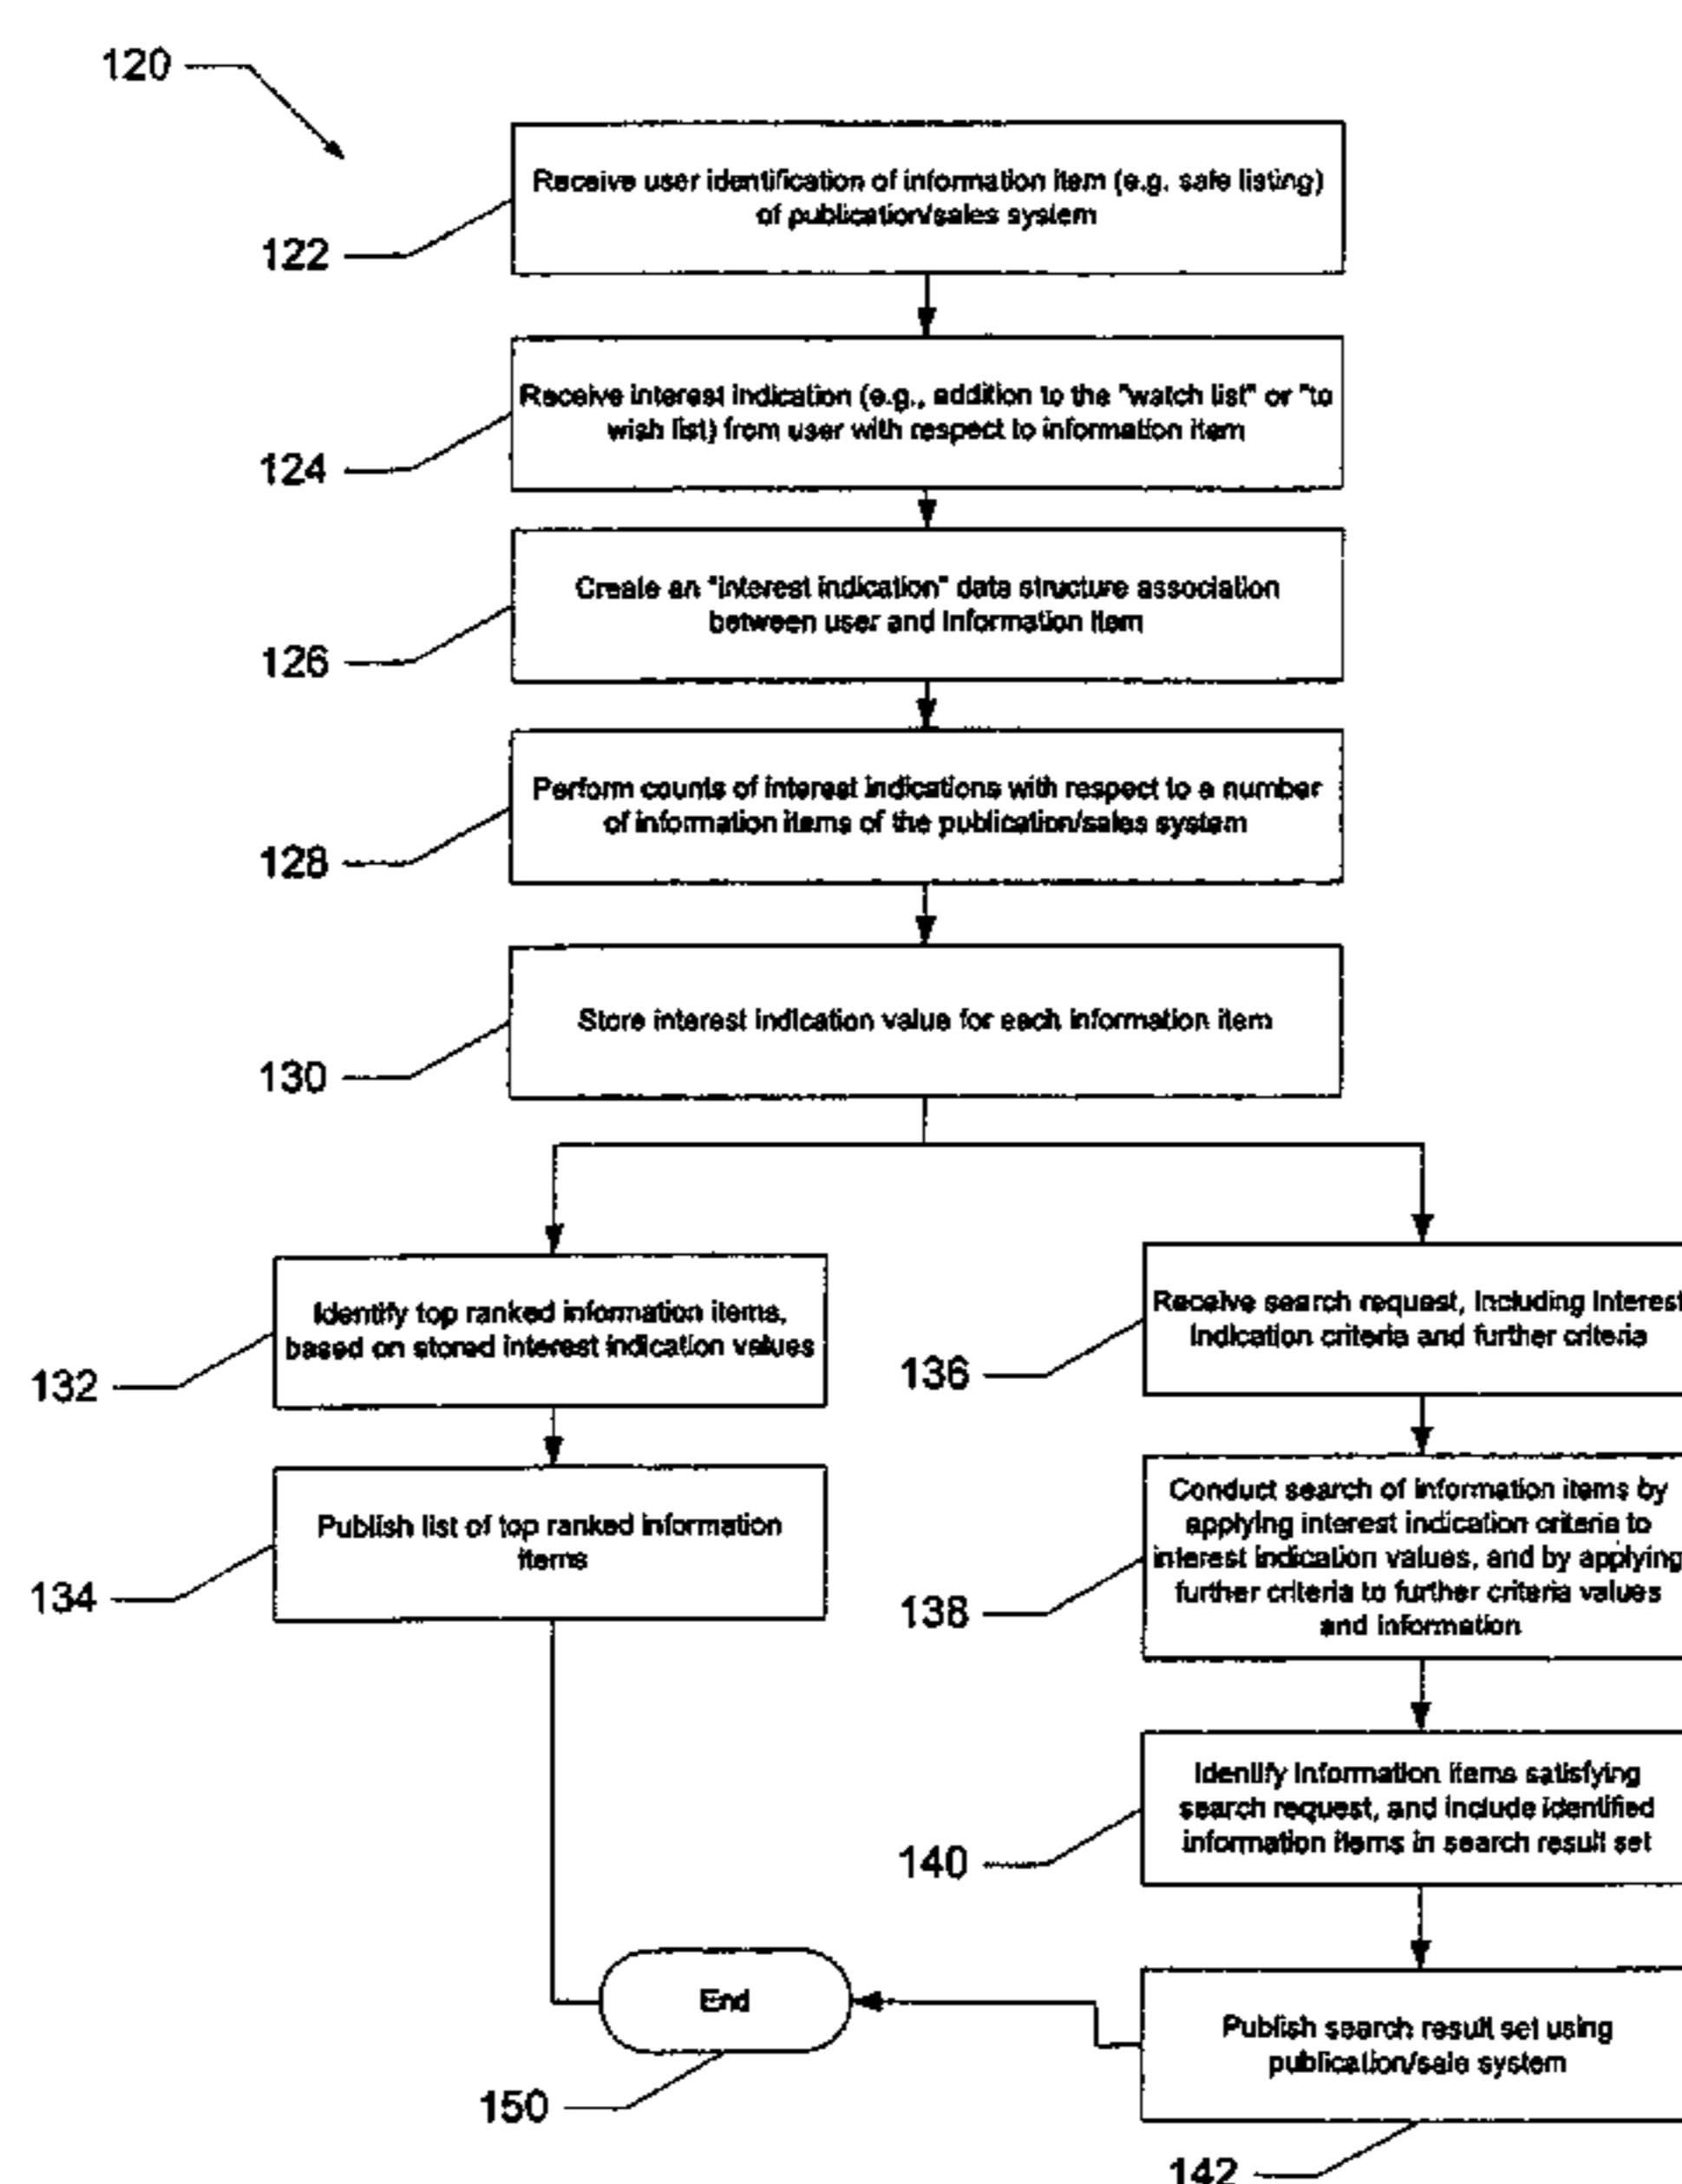 120
Receive user identification of information item (e.g. sale listing)
of publication/sales system
122
Receive interest indication (e.g., addition to the "watch list" or "to
wish list) from user with respect to information item
124
Create an "interest indication" data structure association
between user and information item
126
Perform counts of interest indications with respect to a number
of information items of the publication/sales system
128
Store interest indication value for each information item
130
Identify top ranked information items,
based on stored interest indication values
132
Publish list of top ranked information
items
134
Receive search request, including interest
indication criteria and further criteria
136
Conduct search of information items by
applying interest indication criteria to
interest indication values, and by applying
further criteria to further criteria values
and information
138
Identify information items satisfying
search request, and include identified
information items in search result set
140
End
150
Publish search result set using
publication/sale system
142